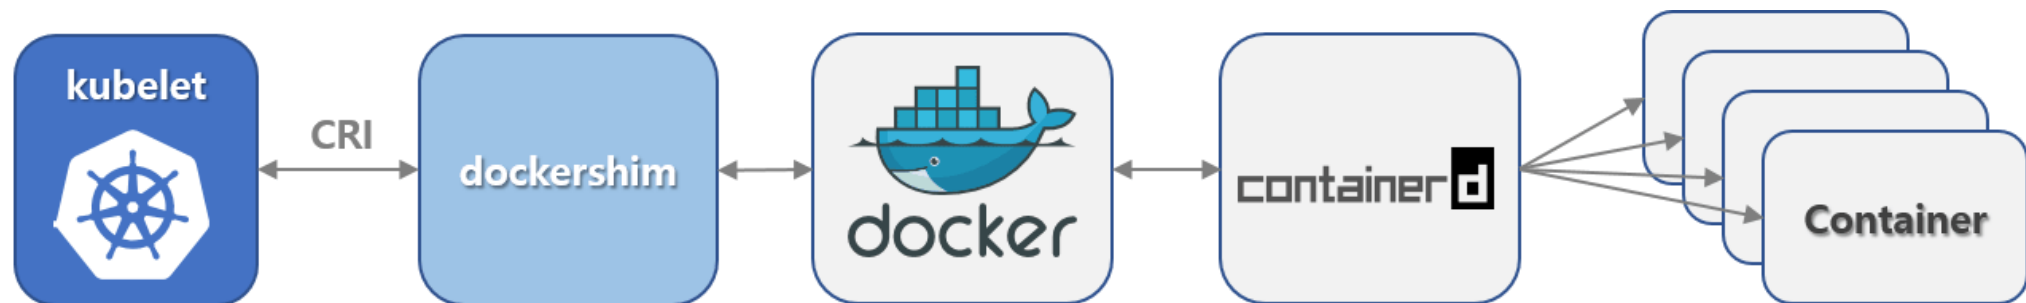 kubelet
CRI
dockershim
docker
containerd
Container